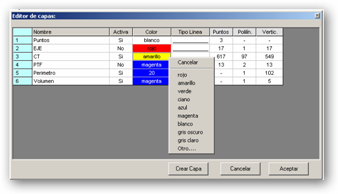 Editor de capas:
Nombre Activa Color Tipo Linea Puntos Polilín. Vertic.
1 Puntos Si blanco 3 - -
2 EJE No rojo 17 1 17
3 CT Si amarillo 617 97 549
4 PTF No magenta 13 2 13
5 Perimetro Si 20 - 1 102
6 Volumen Si magenta - 1 5
Cancelar
rojo
amarillo
verde
ciano
azul
magenta
blanco
gris oscuro
gris claro
Otro....
Crear Capa Cancelar Aceptar